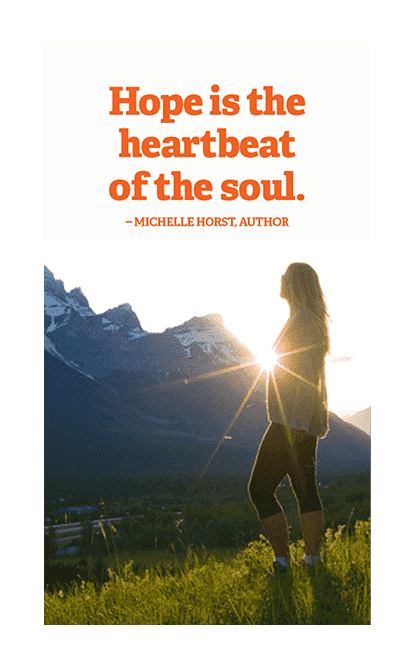 Hope is the
heartbeat
of the soul.
– MICHELLE HORST, AUTHOR